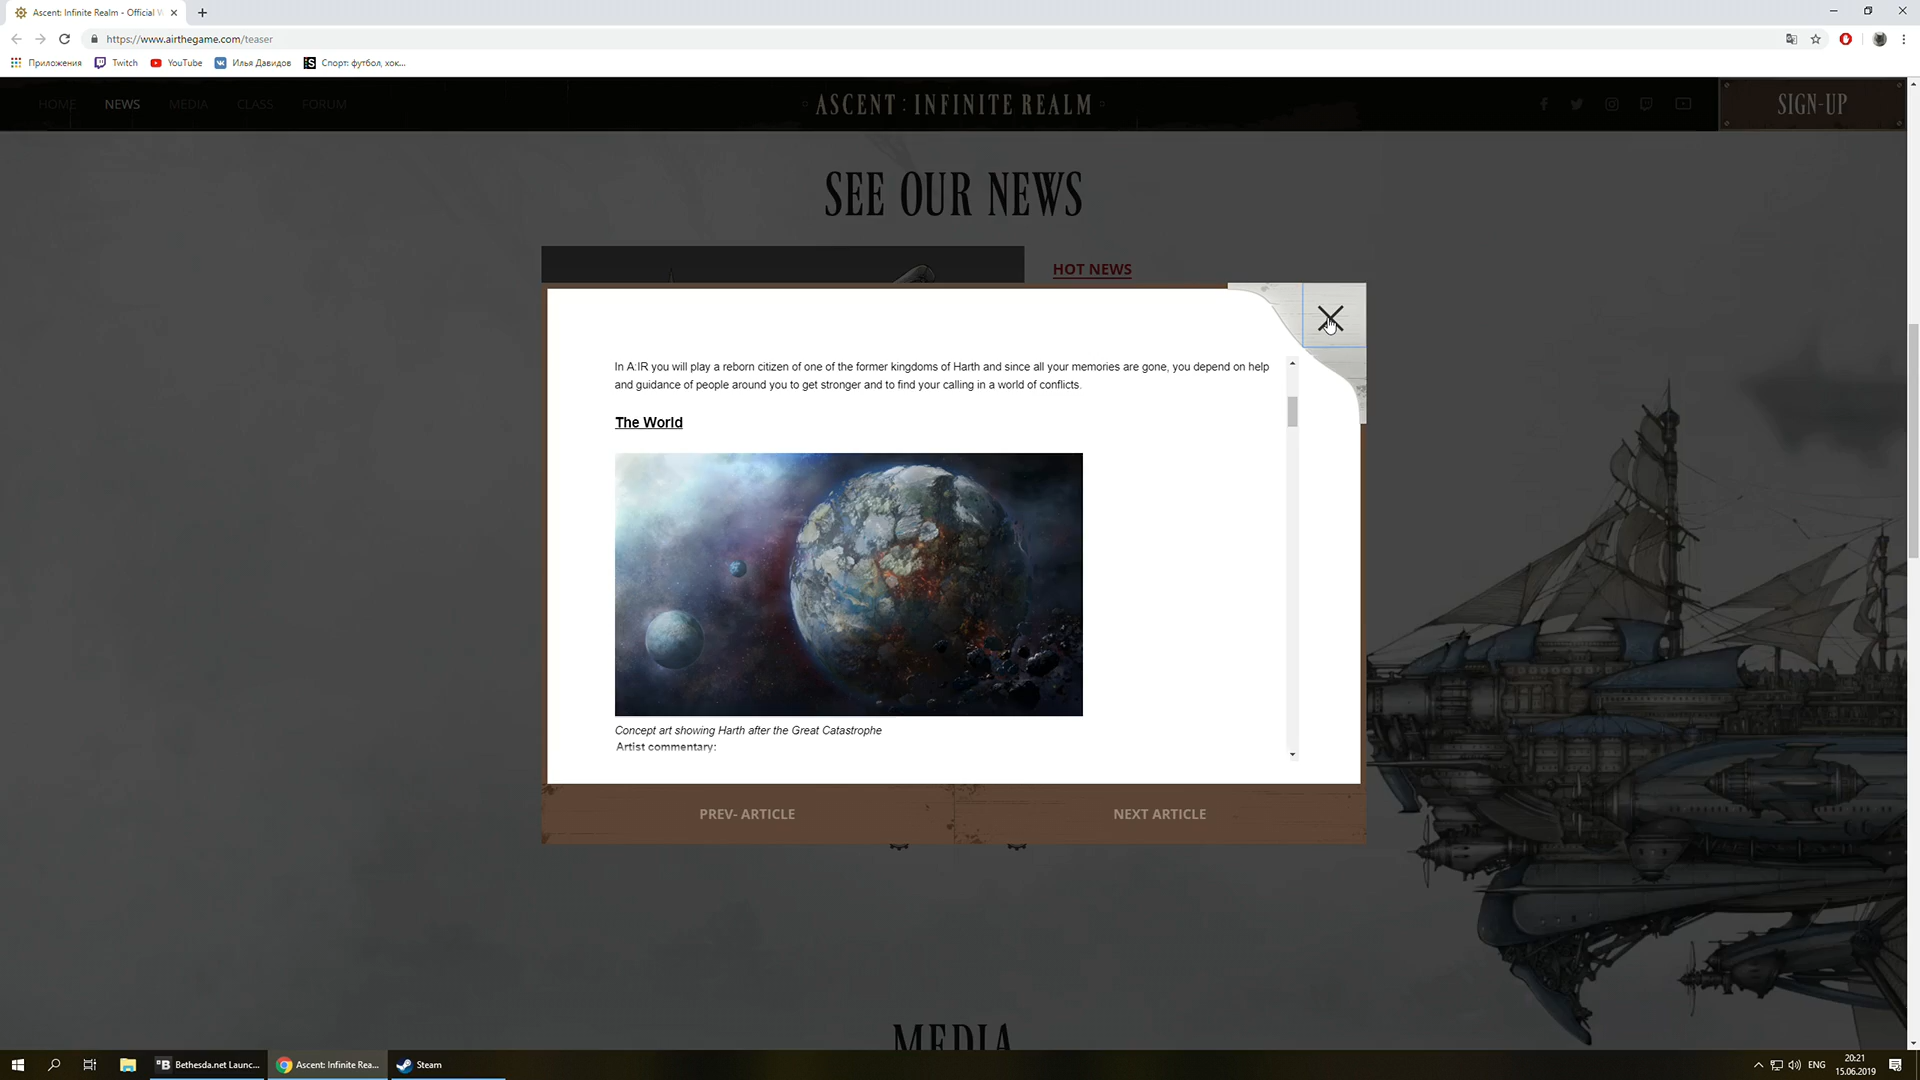 Ascent: Infinite Realm - Official
https://www.airthegame.com/teaser
Приложения
Twitch
YouTube
Илья Давидов
Спорт: футбол, хок...
HOME
NEWS
MEDIA
CLASS
FORUM
ASCENT : INFINITE REALM
SIGN-UP
SEE OUR NEWS
HOT NEWS
In A:IR you will play a reborn citizen of one of the former kingdoms of Harth and since all your memories are gone, you depend on help
and guidance of people around you to get stronger and to find your calling in a world of conflicts.
The World
Concept art showing Harth after the Great Catastrophe
Artist commentary:
PREV- ARTICLE
NEXT ARTICLE
MEDIA
Bethesda.net Launc...
Ascent: Infinite Rea...
Steam
ENG
20:21
15.06.2019